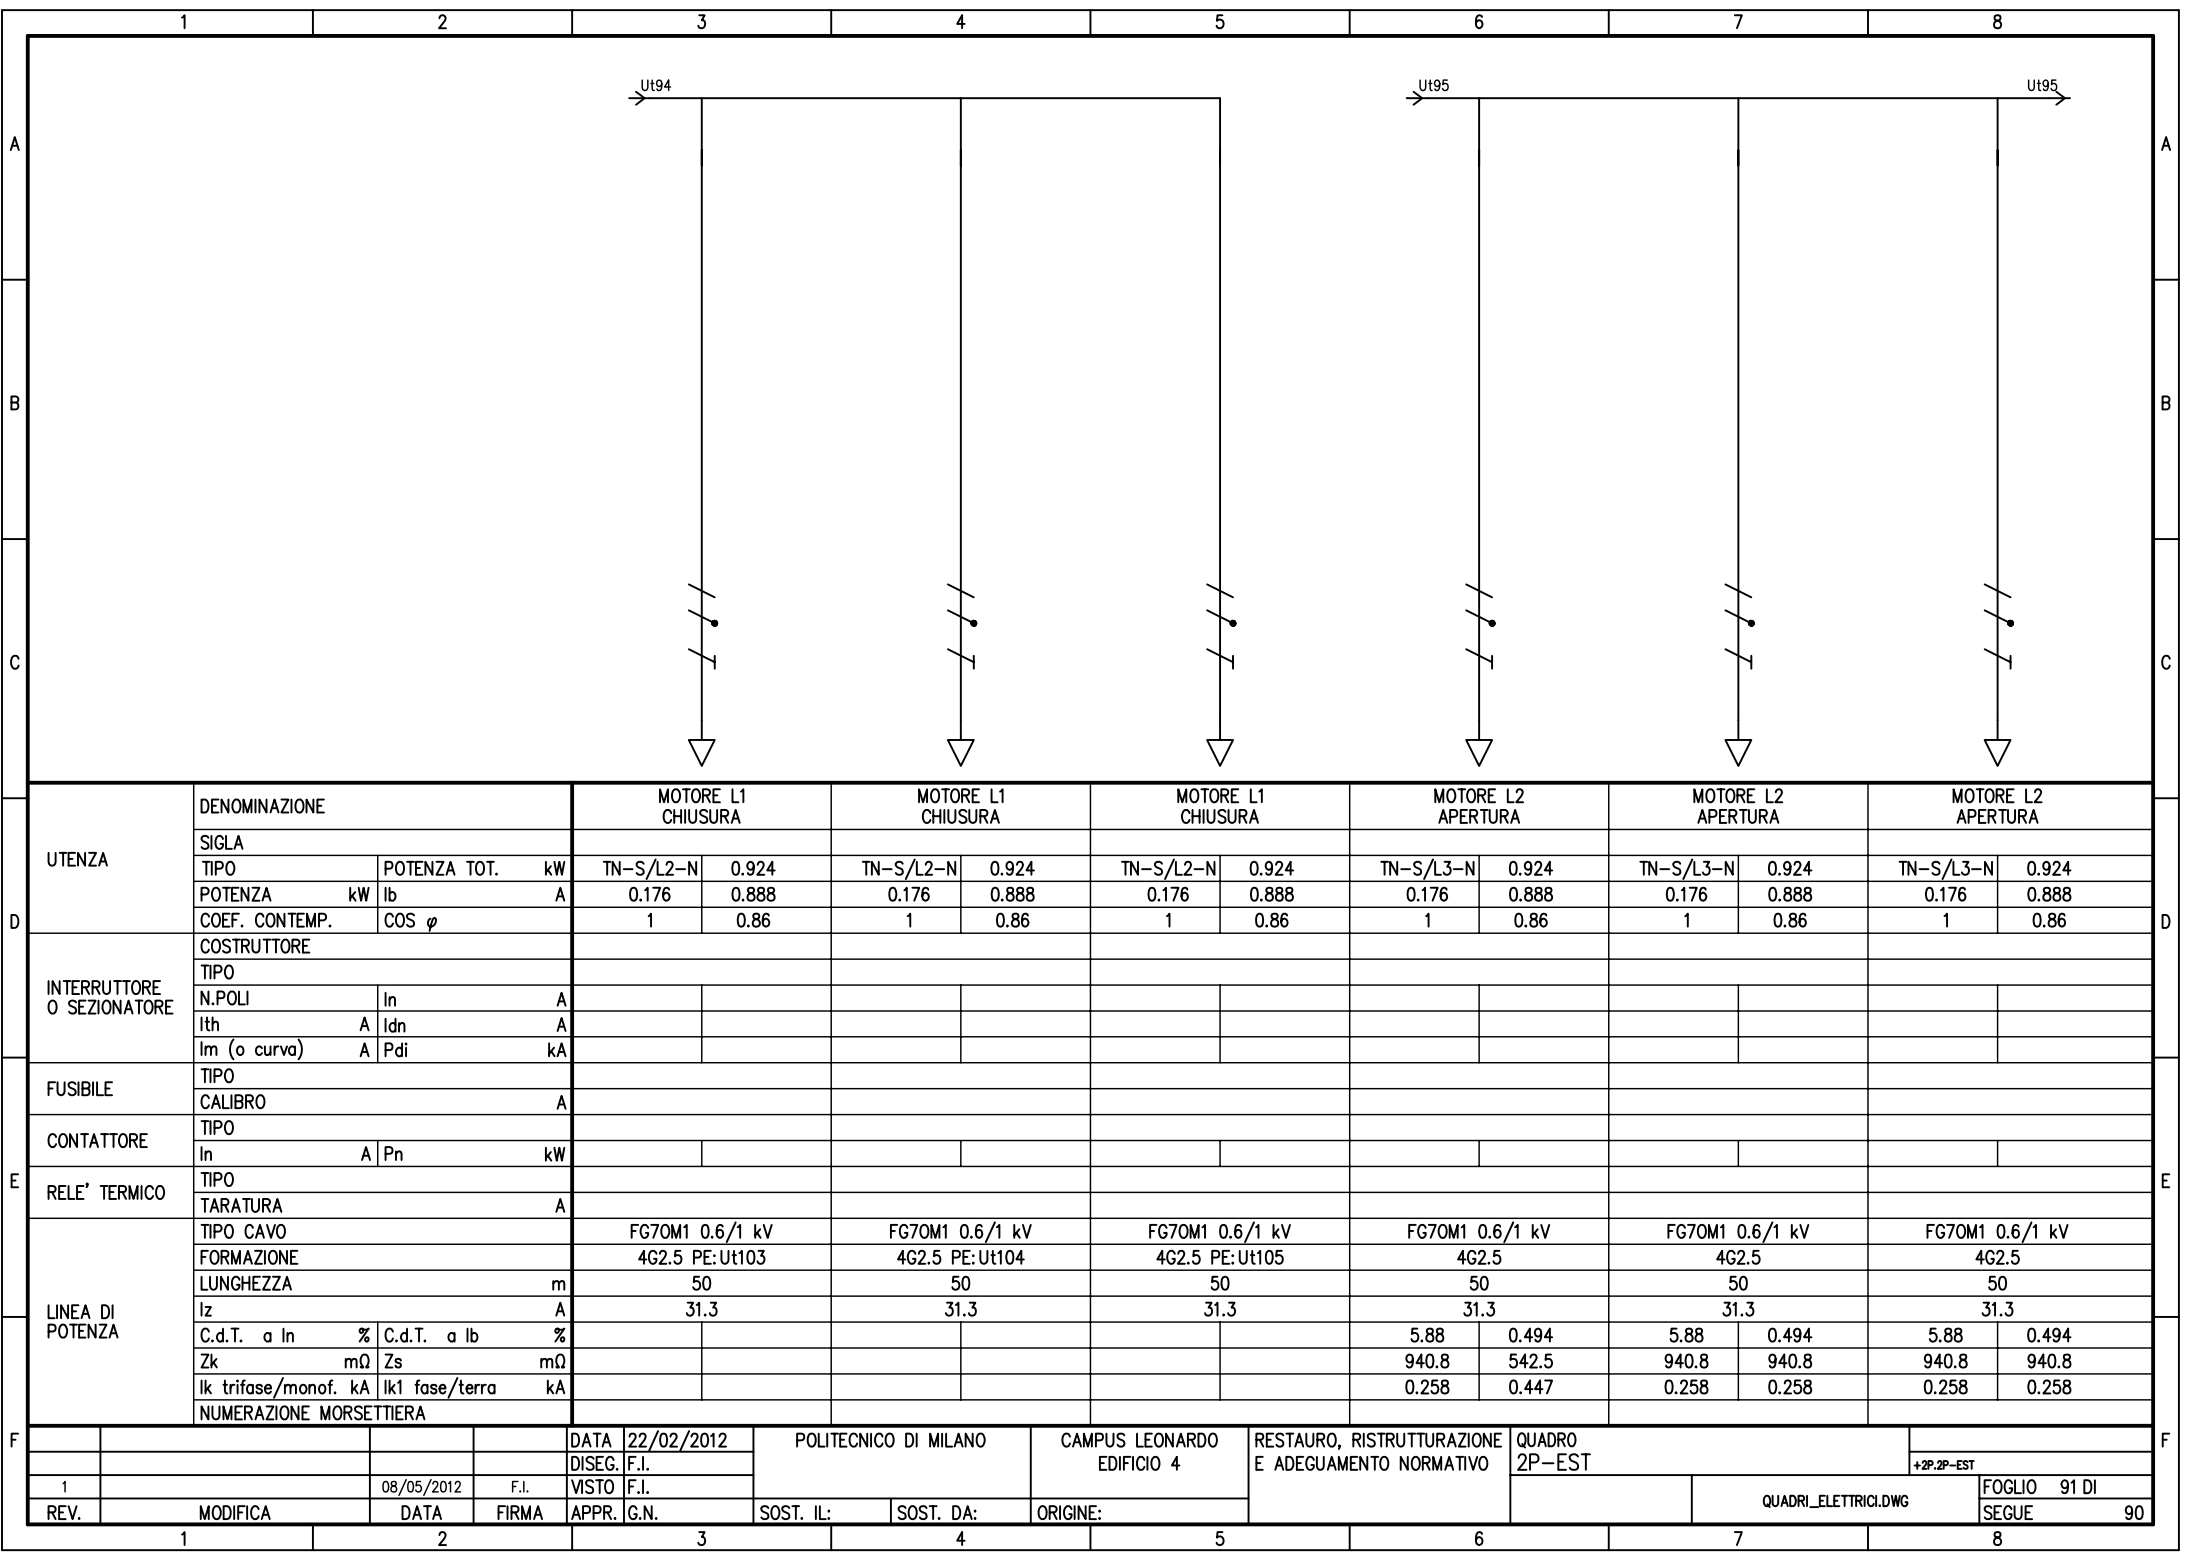 1 2 3 4 5 6 7 8
Ut94 Ut95 Ut95
A A
B B
C C
DENOMINAZIONE MOTORE L1 CHIUSURA MOTORE L1 CHIUSURA MOTORE L1 CHIUSURA MOTORE L2 APERTURA MOTORE L2 APERTURA MOTORE L2 APERTURA
SIGLA
UTENZA
TIPO POTENZA TOT. kW TN-S/L2-N 0.924 TN-S/L2-N 0.924 TN-S/L2-N 0.924 TN-S/L3-N 0.924 TN-S/L3-N 0.924 TN-S/L3-N 0.924
POTENZA kW Ib A 0.176 0.888 0.176 0.888 0.176 0.888 0.176 0.888 0.176 0.888 0.176 0.888
D COEF. CONTEMP. COS φ 1 0.86 1 0.86 1 0.86 1 0.86 1 0.86 1 0.86 D
COSTRUTTORE
TIPO
INTERRUTTORE
O SEZIONATORE
N.POLI In A
Ith A Idn A
Im (o curva) A Pdi kA
FUSIBILE
TIPO
CALIBRO A
CONTATTORE
TIPO
In A Pn kW
E RELE' TERMICO E
TIPO
TARATURA A
TIPO CAVO FG7OM1 0.6/1 kV FG7OM1 0.6/1 kV FG7OM1 0.6/1 kV FG7OM1 0.6/1 kV FG7OM1 0.6/1 kV FG7OM1 0.6/1 kV
FORMAZIONE 4G2.5 PE:Ut103 4G2.5 PE:Ut104 4G2.5 PE:Ut105 4G2.5 4G2.5 4G2.5
LUNGHEZZA m 50 50 50 50 50 50
LINEA DI
POTENZA
Iz A 31.3 31.3 31.3 31.3 31.3 31.3
C.d.T. a In % C.d.T. a Ib % 5.88 0.494 5.88 0.494 5.88 0.494
Zk mΩ Zs mΩ 940.8 542.5 940.8 940.8 940.8 940.8
Ik trifase/monof. kA Ik1 fase/terra kA 0.258 0.447 0.258 0.258 0.258 0.258
NUMERAZIONE MORSETTIERA
F F
DATA 22/02/2012 POLITECNICO DI MILANO CAMPUS LEONARDO RESTAURO, RISTRUTTURAZIONE QUADRO
DISEG. F.I. EDIFICIO 4 E ADEGUAMENTO NORMATIVO 2P-EST +2P.2P-EST
1 08/05/2012 F.I. VISTO F.I. QUADRI_ELETTRICI.DWG FOGLIO 91 DI
REV. MODIFICA DATA FIRMA APPR. G.N. SOST. IL: SOST. DA: ORIGINE: SEGUE 90
1 2 3 4 5 6 7 8